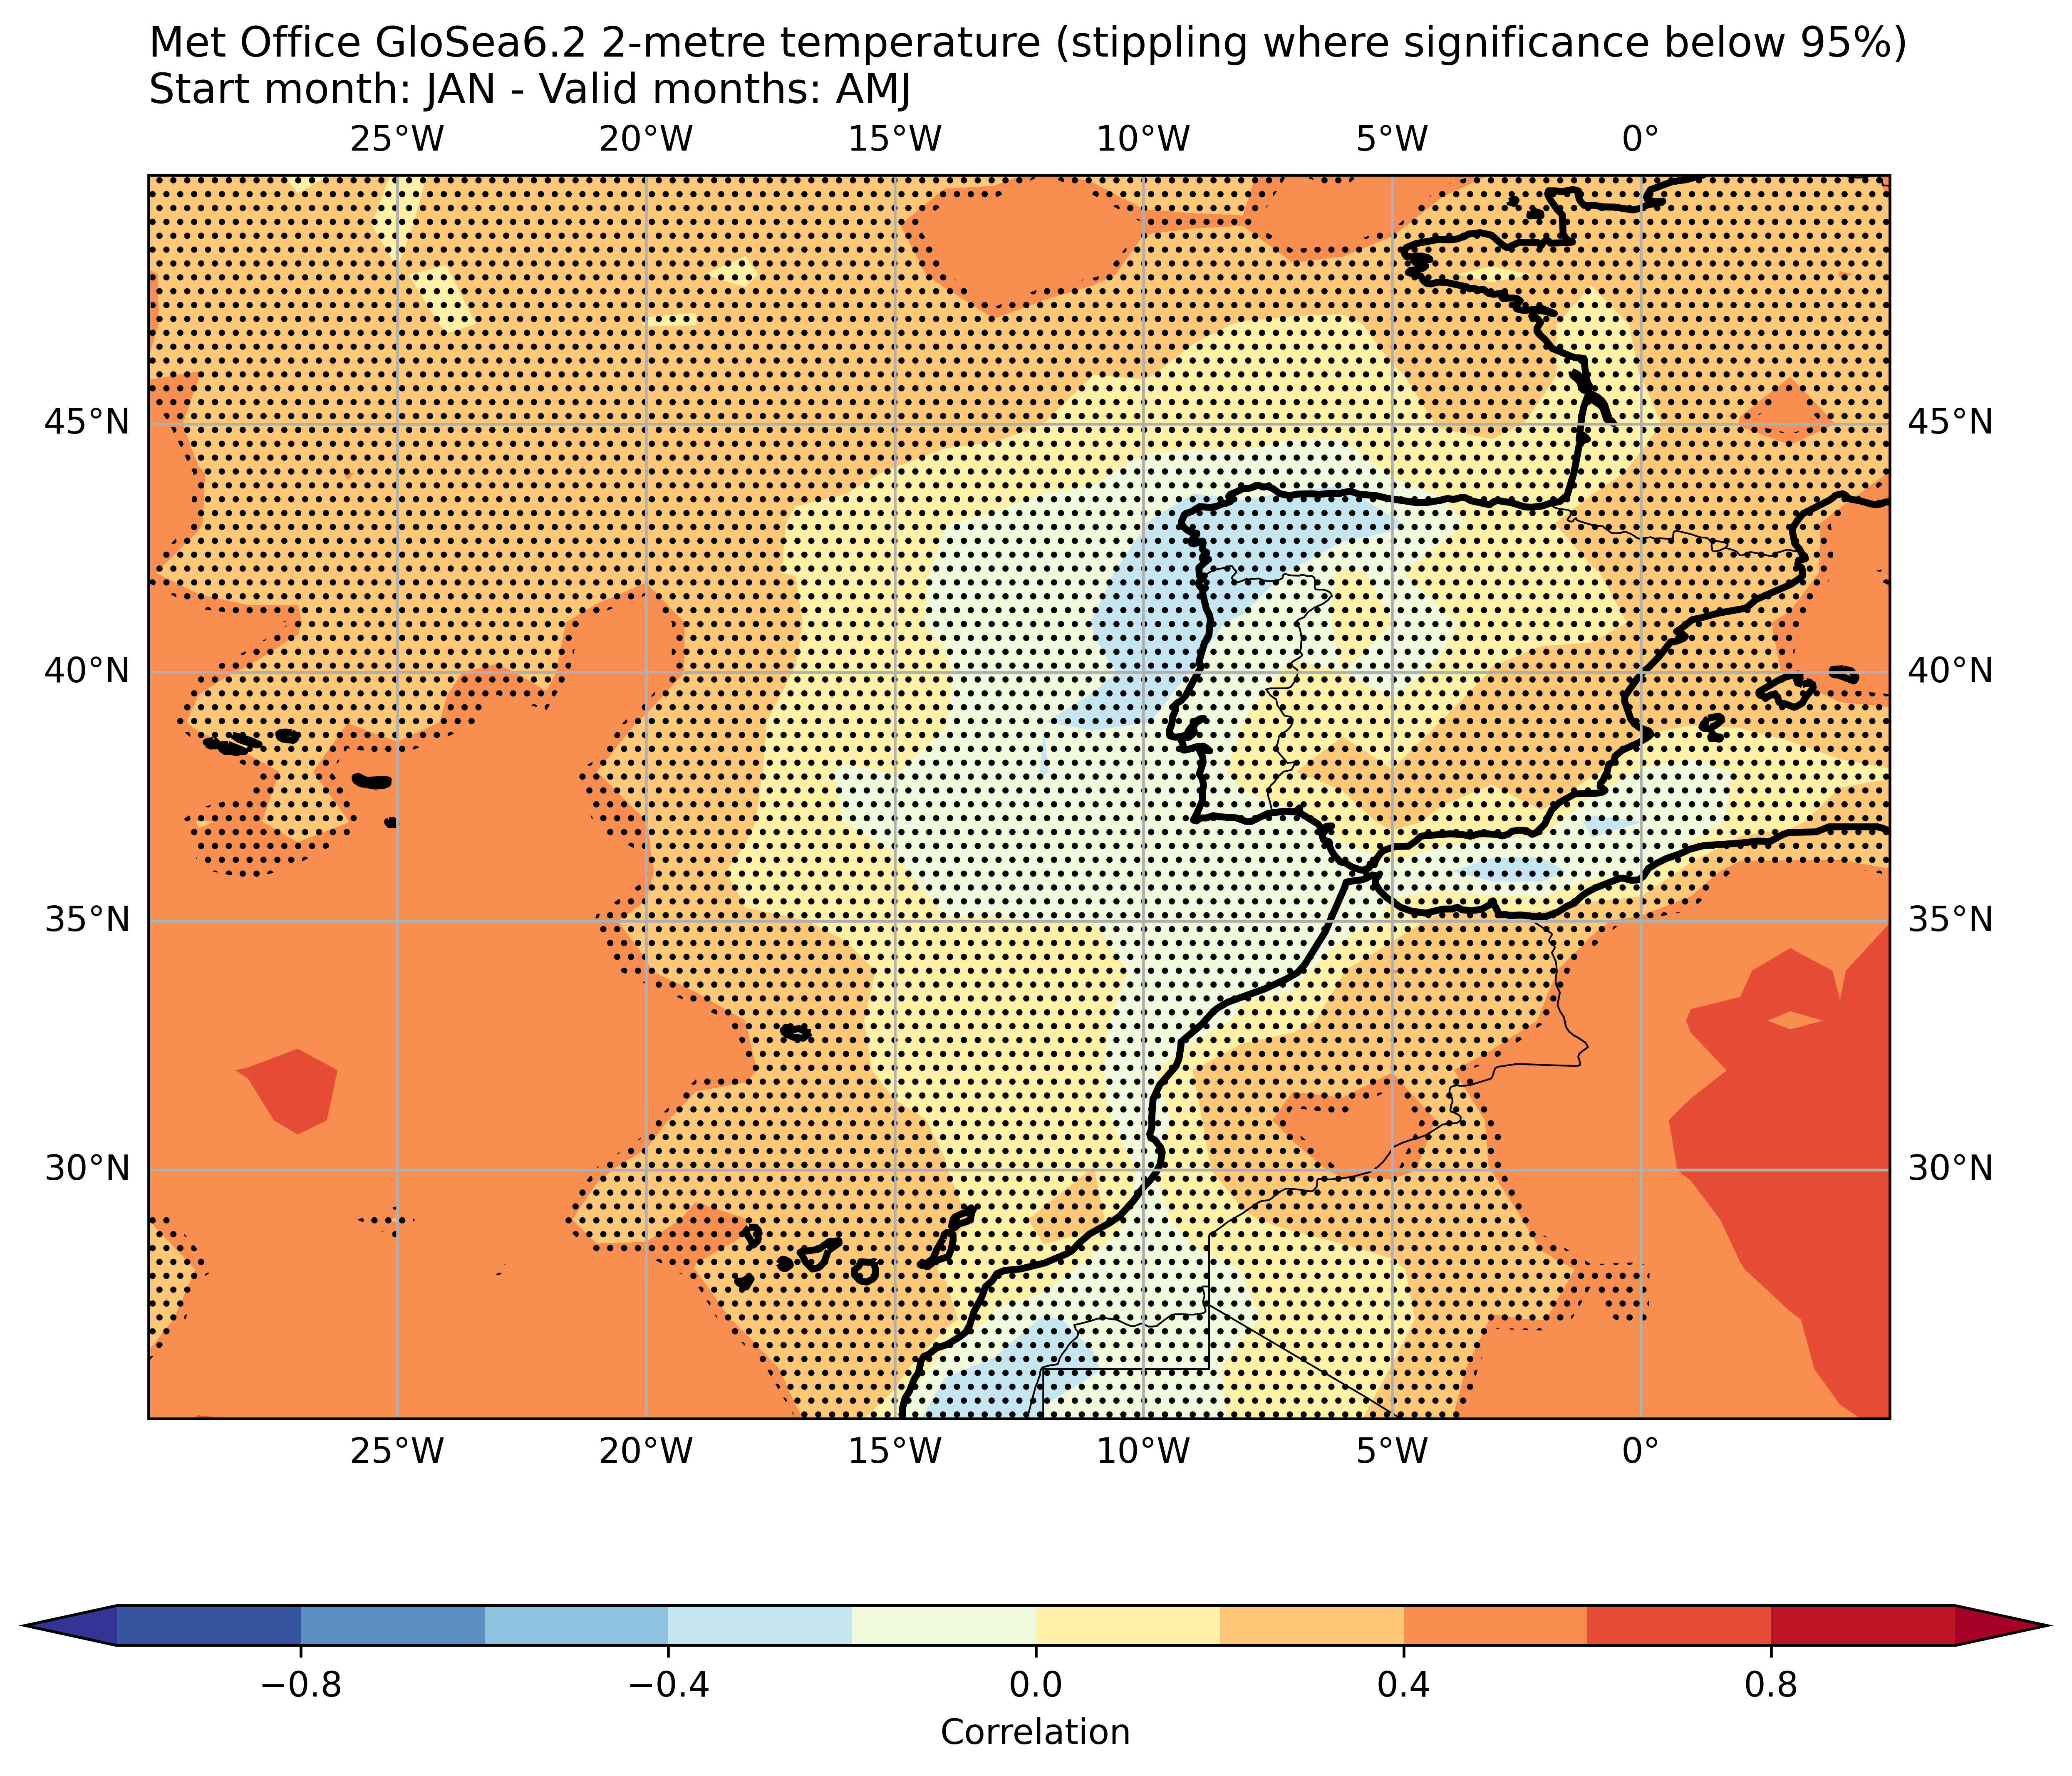 Met Office GloSea6.2 2-metre temperature (stippling where significance below 95%)
Start month: JAN - Valid months: AMJ
25°W 20°W 15°W 10°W 5°W 0°
45°N 45°N
40°N 40°N
35°N 35°N
30°N 30°N
25°W 20°W 15°W 10°W 5°W 0°
−0.8 −0.4 0.0 0.4 0.8
Correlation